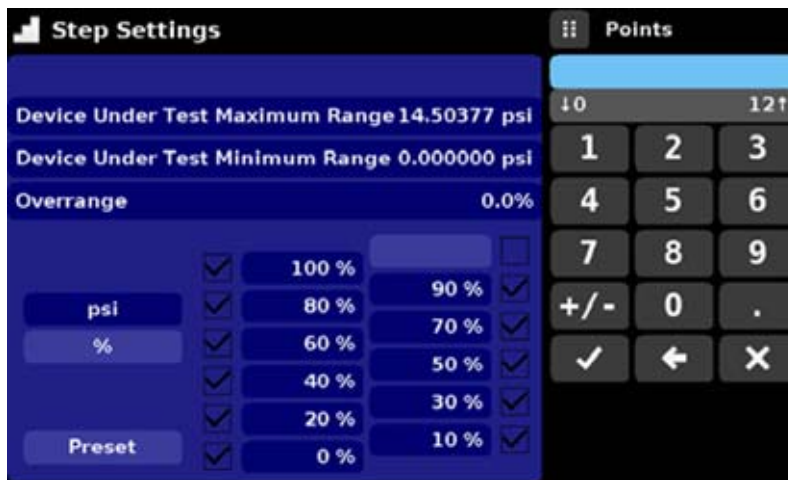 Step Settings
Points
Device Under Test Maximum Range 14.50377 psi
Device Under Test Minimum Range 0.000000 psi
Overrange 0.0%
↓0 12↑
1 2 3
4 5 6
7 8 9
+/- 0 .
100 %
90 %
psi
80 %
70 %
%
60 %
50 %
40 %
30 %
20 %
10 %
Preset
0 %